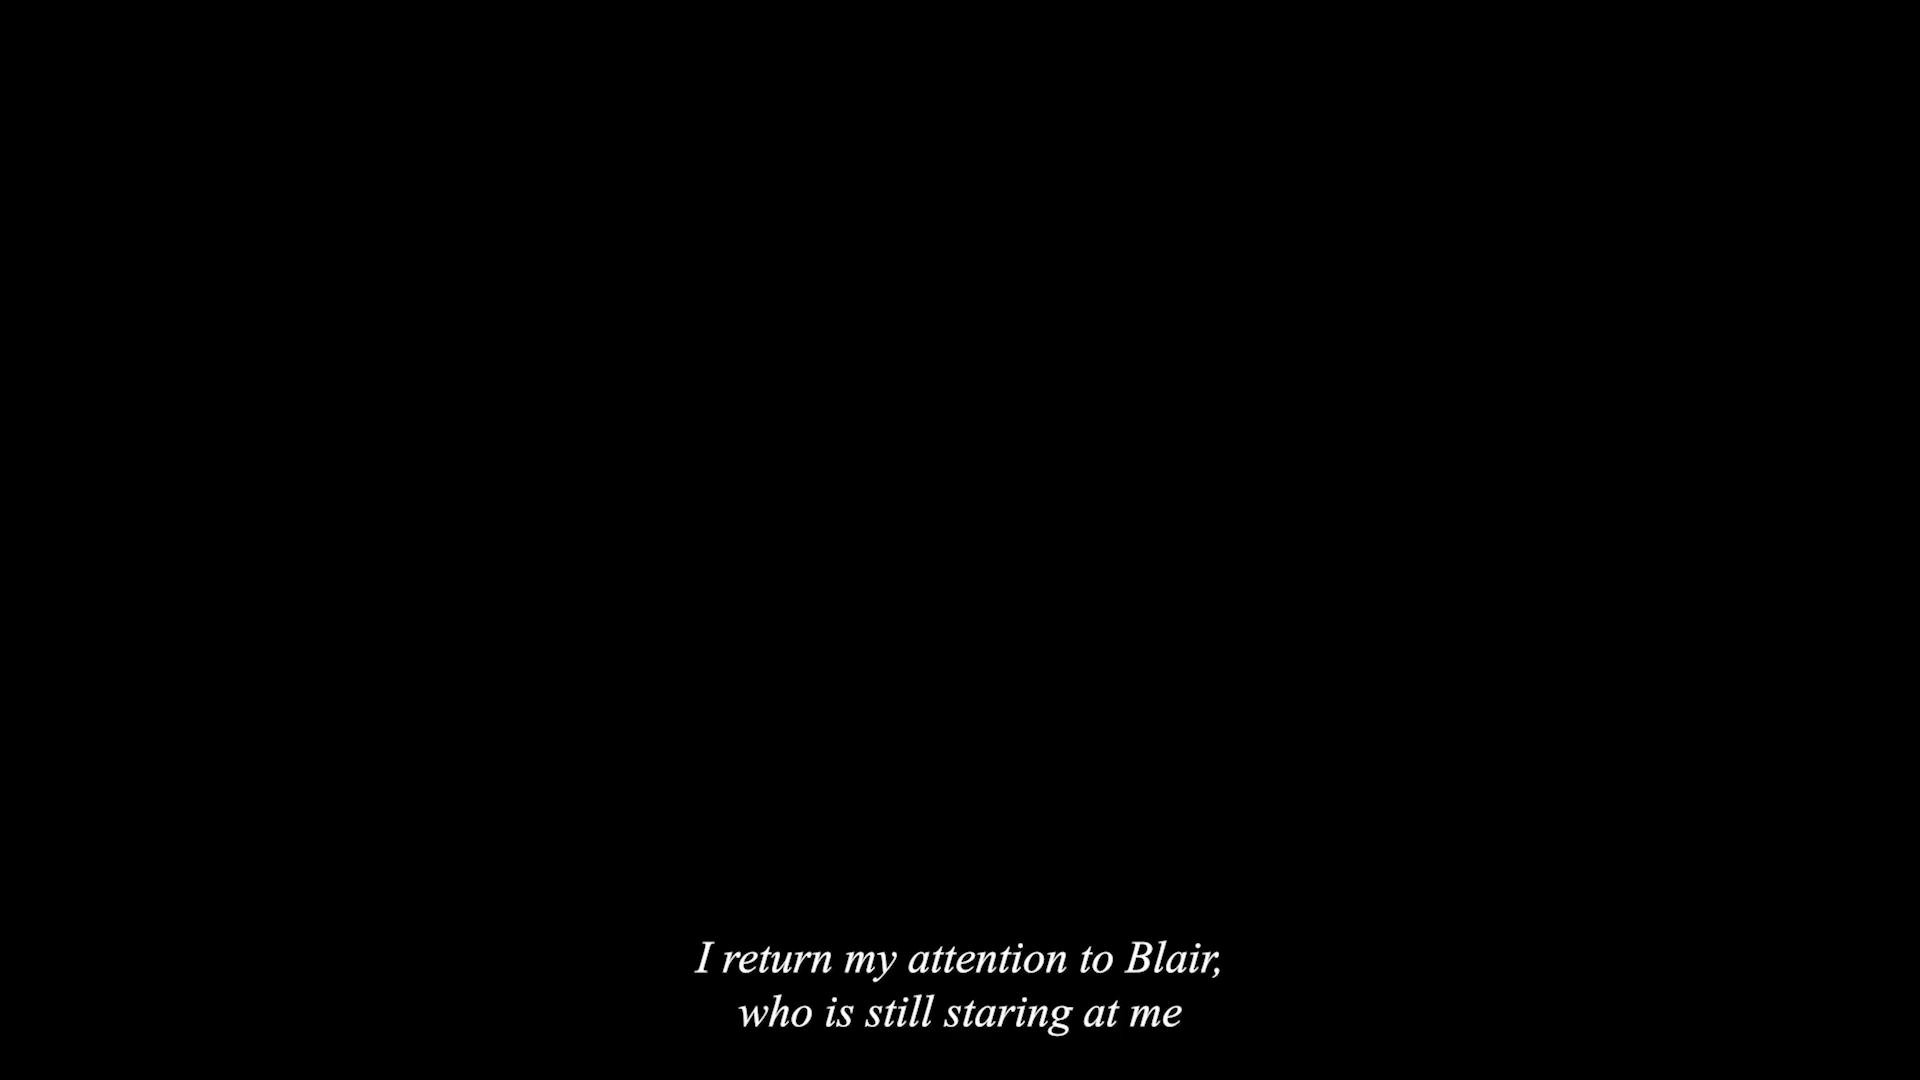 I return my attention to Blair,
who is still staring at me